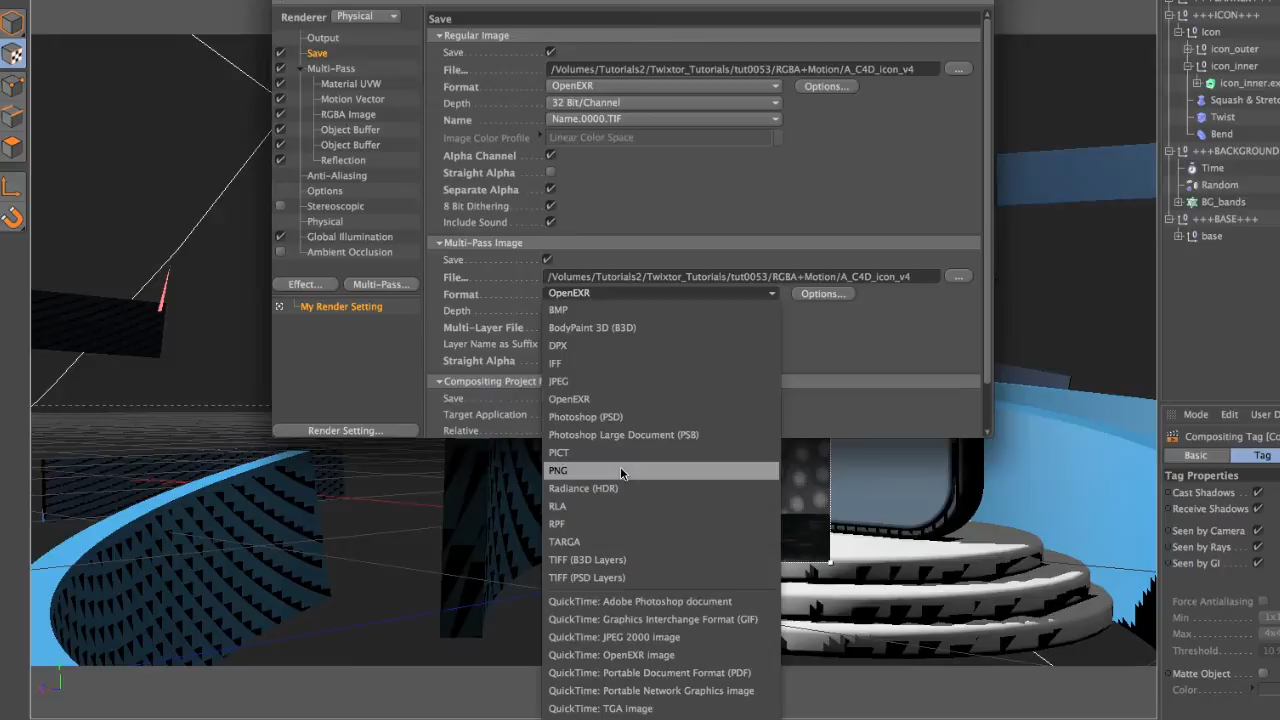 Renderer
Physical
Output
Save
Multi-Pass
Material UVW
Motion Vector
RGBA Image
Object Buffer
Object Buffer
Reflection
Anti-Aliasing
Options
Stereoscopic
Physical
Global Illumination
Ambient Occlusion
Effect...
Multi-Pass...
My Render Setting
Render Setting...
Save
Regular Image
Save
File...
/Volumes/Tutorials2/Twixtor_Tutorials/tut0053/RGBA+Motion/A_C4D_icon_v4
...
Format
OpenEXR
Options...
Depth
32 Bit/Channel
Name
Name.0000.TIF
Image Color Profile
Linear Color Space
Alpha Channel
Straight Alpha
Separate Alpha
8 Bit Dithering
Include Sound
Multi-Pass Image
Save
File...
/Volumes/Tutorials2/Twixtor_Tutorials/tut0053/RGBA+Motion/A_C4D_icon_v4
...
Format
OpenEXR
Options...
Depth
Multi-Layer File
Layer Name as Suffix
Straight Alpha
Compositing Project
Save
Target Application
Relative
BMP
BodyPaint 3D (B3D)
DPX
IFF
JPEG
OpenEXR
Photoshop (PSD)
Photoshop Large Document (PSB)
PICT
PNG
Radiance (HDR)
RLA
RPF
TARGA
TIFF (B3D Layers)
TIFF (PSD Layers)
QuickTime: Adobe Photoshop document
QuickTime: Graphics Interchange Format (GIF)
QuickTime: JPEG 2000 image
QuickTime: OpenEXR image
QuickTime: Portable Document Format (PDF)
QuickTime: Portable Network Graphics image
QuickTime: TGA image
+++ICON+++
Icon
icon_outer
icon_inner
icon_inner.ex
Squash & Stret
Twist
Bend
+++BACKGROUND
Time
Random
BG_bands
+++BASE+++
base
Mode
Edit
User D
Compositing Tag [Co
Basic
Tag
Tag Properties
Cast Shadows
Receive Shadows
Seen by Camera
Seen by Rays
Seen by GI
Force Antialiasing
Min
1x1
Max
4x4
Threshold
10 %
Matte Object
Color